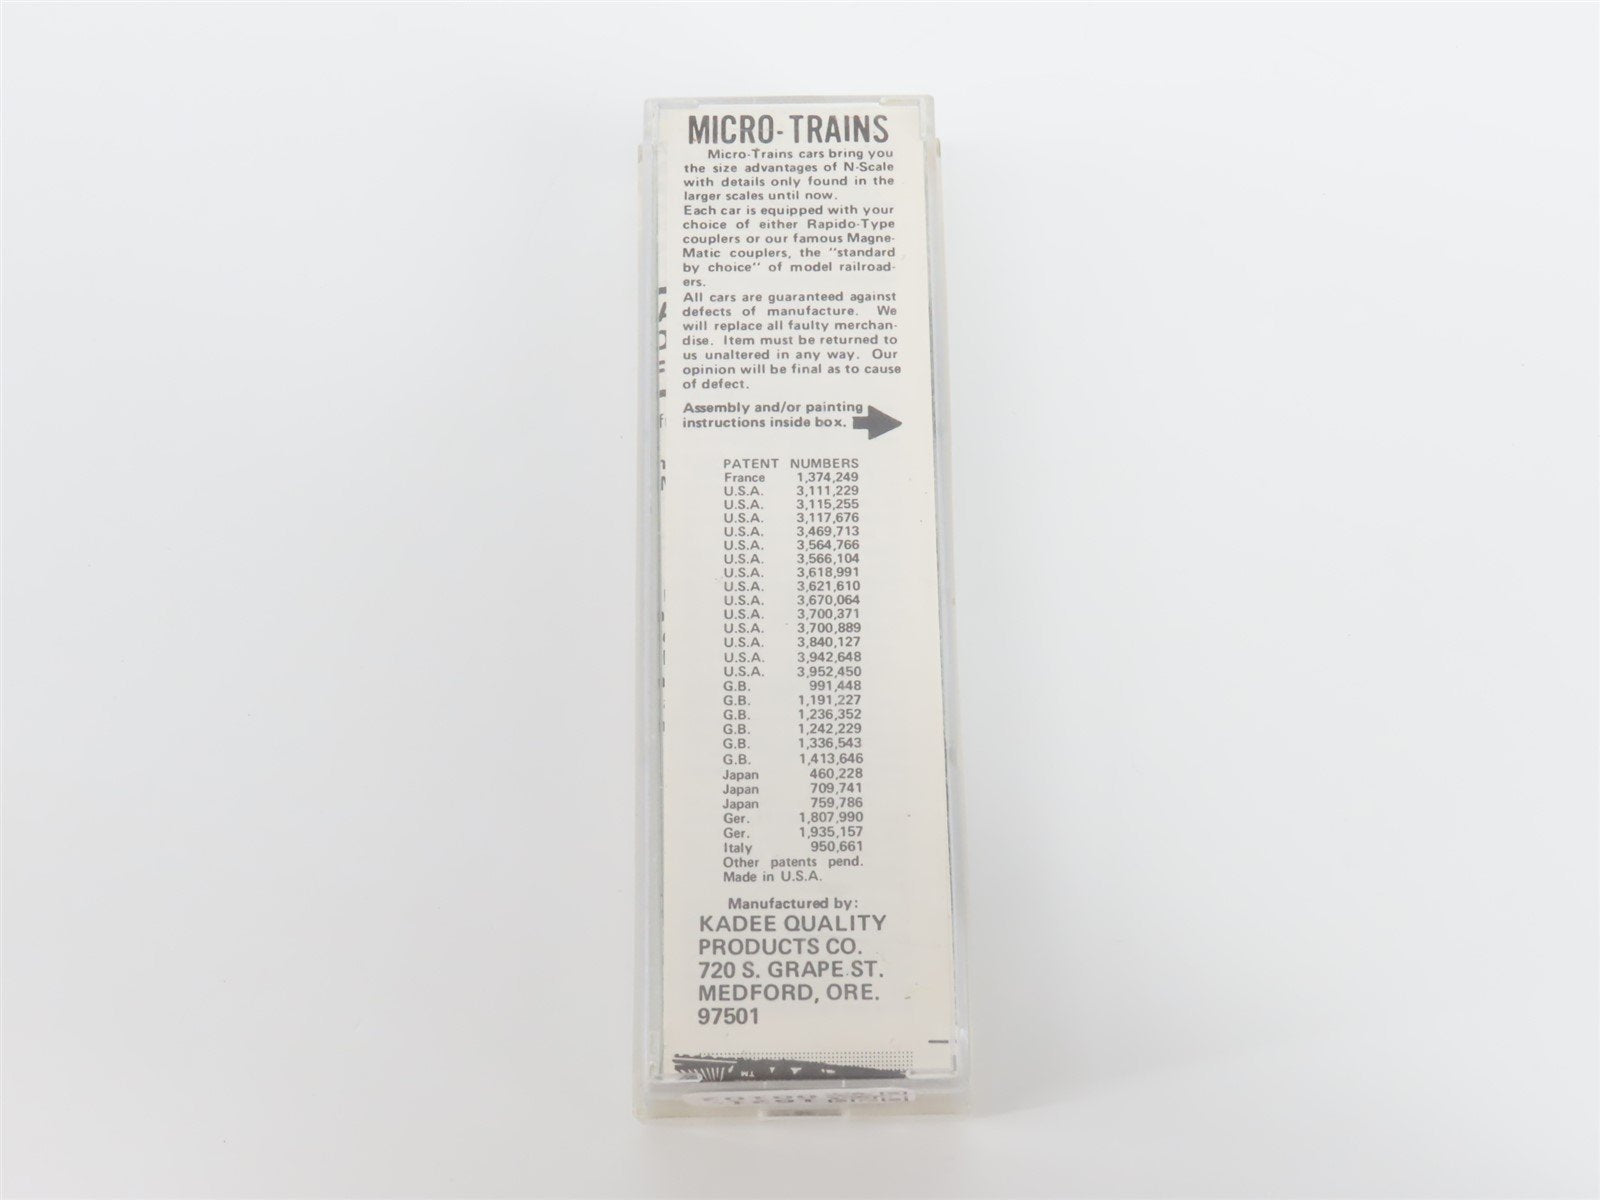 MICRO-TRAINS
Micro-Trains cars bring you
the size advantages of N-Scale
with details only found in the
larger scales until now.
Each car is equipped with your
choice of either Rapido-Type
couplers or our famous Magne-
Matic couplers, the "standard
by choice" of model railroad-
ers.
All cars are guaranteed against
defects of manufacture. We
will replace all faulty merchan-
dise. Item must be returned to
us unaltered in any way. Our
opinion will be final as to cause
of defect.
Assembly and/or painting
instructions inside box.
PATENT NUMBERS
France 1,374,249
U.S.A. 3,111,229
U.S.A. 3,115,255
U.S.A. 3,117,676
U.S.A. 3,469,713
U.S.A. 3,564,766
U.S.A. 3,566,104
U.S.A. 3,618,991
U.S.A. 3,621,610
U.S.A. 3,670,064
U.S.A. 3,700,371
U.S.A. 3,700,889
U.S.A. 3,840,127
U.S.A. 3,942,648
U.S.A. 3,952,450
G.B. 991,448
G.B. 1,191,227
G.B. 1,236,352
G.B. 1,242,229
G.B. 1,336,543
G.B. 1,413,646
Japan 460,228
Japan 709,741
Japan 759,786
Ger. 1,807,990
Ger. 1,935,157
Italy 950,661
Other patents pend.
Made in U.S.A.
Manufactured by:
KADEE QUALITY
PRODUCTS CO.
720 S. GRAPE ST.
MEDFORD, ORE.
97501
TM